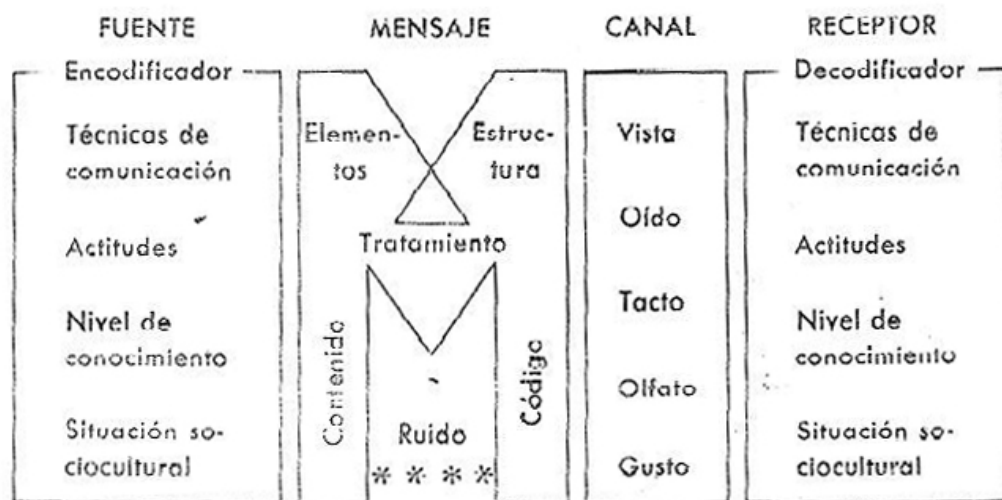 FUENTE
Encodificador
Técnicas de
comunicación
Actitudes
Nivel de
conocimiento
Situación so-
ciocultural
MENSAJE
Elemen-
tos
Estruc-
tura
Tratamiento
Contenido
Código
Ruido
* * * *
CANAL
Vista
Oído
Tacto
Olfato
Gusto
RECEPTOR
Decodificador
Técnicas de
comunicación
Actitudes
Nivel de
conocimiento
Situación so-
ciocultural